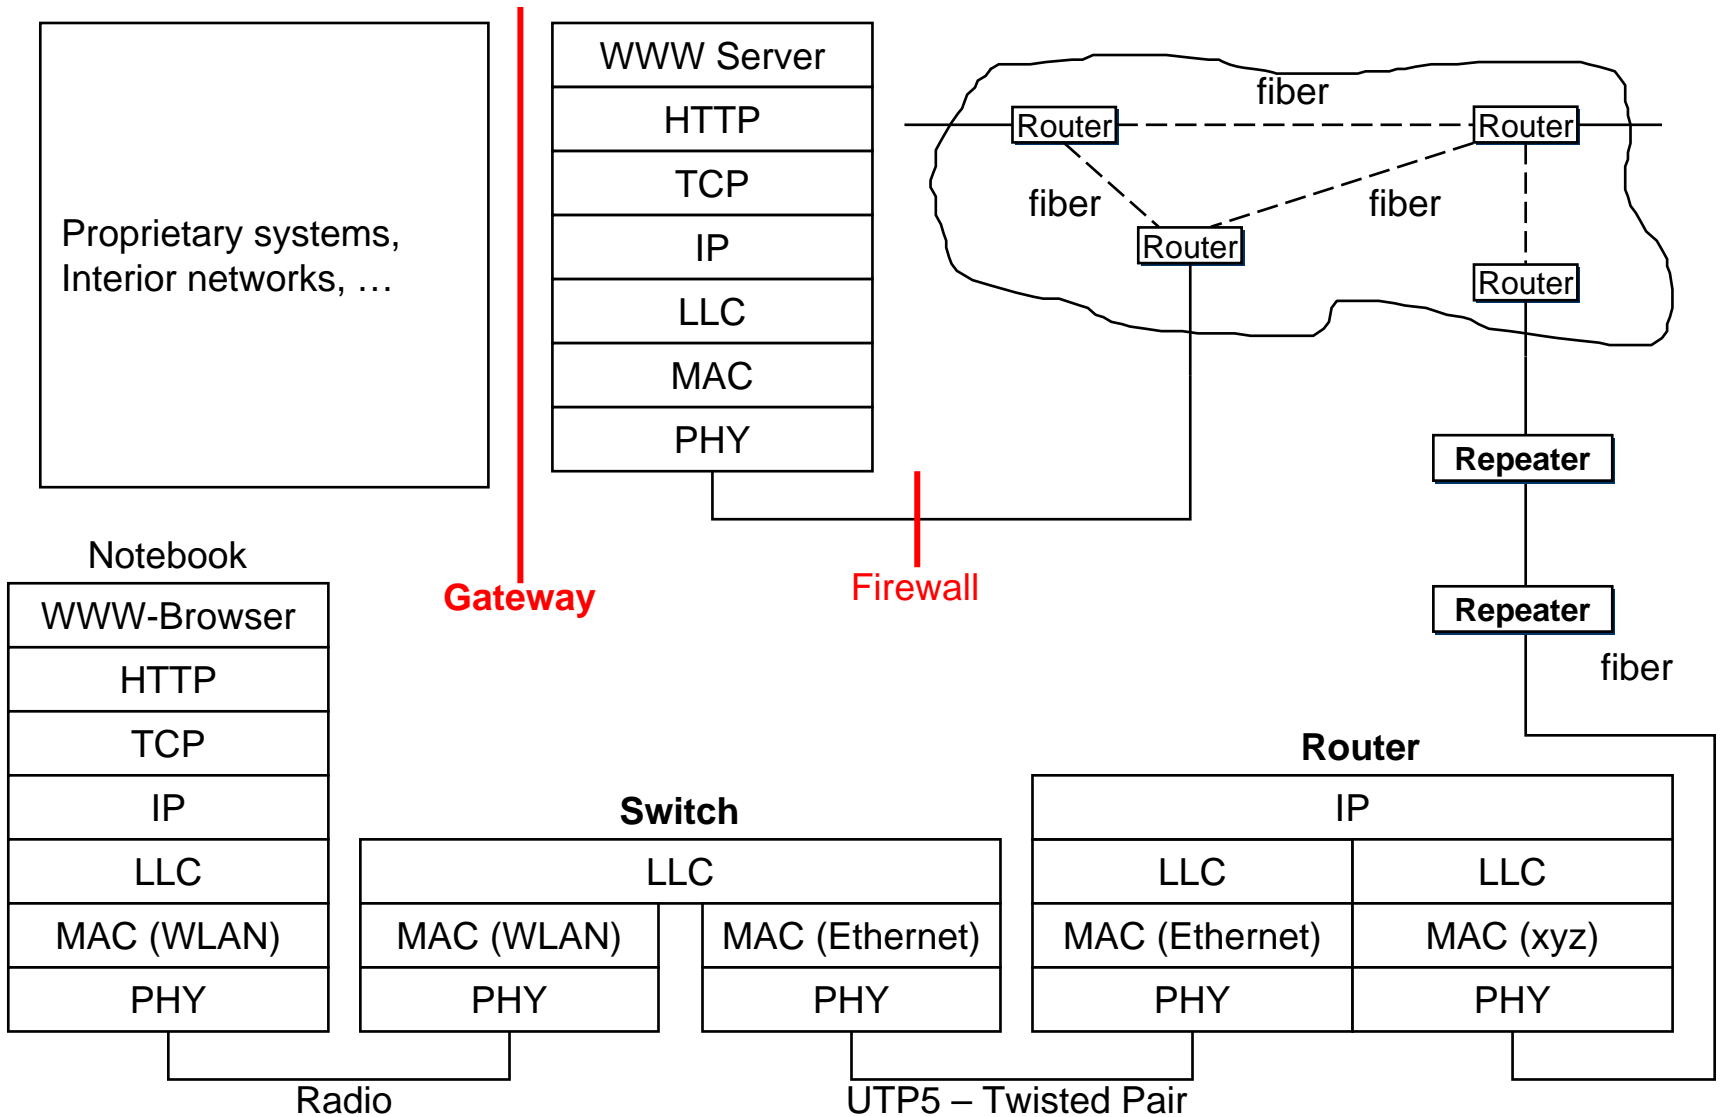 Proprietary systems,
Interior networks, …
Gateway
WWW Server
HTTP
TCP
IP
LLC
MAC
PHY
Firewall
fiber
Router
Router
fiber
fiber
Router
Router
Repeater
Repeater
fiber
Notebook
WWW-Browser
HTTP
TCP
IP
LLC
MAC (WLAN)
PHY
Radio
Switch
LLC
MAC (WLAN)
MAC (Ethernet)
PHY
PHY
UTP5 – Twisted Pair
Router
IP
LLC
LLC
MAC (Ethernet)
MAC (xyz)
PHY
PHY